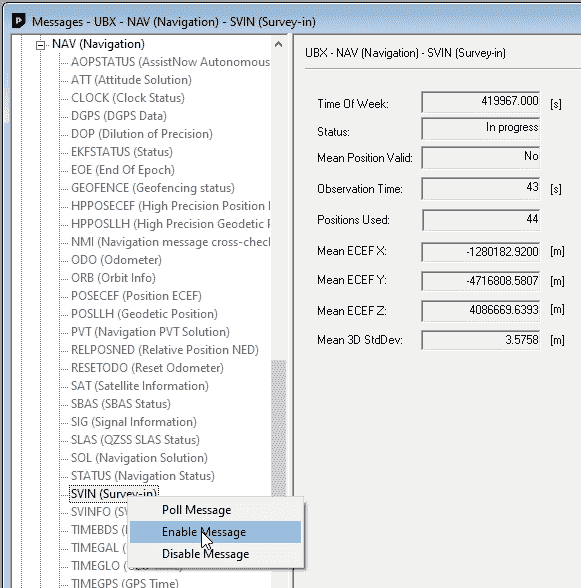 Messages - UBX - NAV (Navigation) - SVIN (Survey-in)
NAV (Navigation)
AOPSTATUS (AssistNow Autonomous
ATT (Attitude Solution)
CLOCK (Clock Status)
DGPS (DGPS Data)
DOP (Dilution of Precision)
EKFSTATUS (Status)
EOE (End Of Epoch)
GEOFENCE (Geofencing status)
HPPOSECEF (High Precision Position
HPPOSLLH (High Precision Geodetic
NMI (Navigation message cross-chec
ODO (Odometer)
ORB (Orbit Info)
POSECEF (Position ECEF)
POSLLH (Geodetic Position)
PVT (Navigation PVT Solution)
RELPOSNED (Relative Position NED)
RESETODO (Reset Odometer)
SAT (Satellite Information)
SBAS (SBAS Status)
SIG (Signal Information)
SLAS (QZSS SLAS Status)
SOL (Navigation Solution)
STATUS (Navigation Status)
SVIN (Survey-in)
SVINFO
TIMEBDS
TIMEGAL
TIMEGLO
TIMEGPS (GPS Time)
Poll Message
Enable Message
Disable Message
UBX - NAV (Navigation) - SVIN (Survey-in)
Time Of Week: 419967.000 [s]
Status: In progress
Mean Position Valid: No
Observation Time: 43 [s]
Positions Used: 44
Mean ECEF X: -1280182.9200 [m]
Mean ECEF Y: -4716808.5807 [m]
Mean ECEF Z: 4086669.6393 [m]
Mean 3D StdDev: 3.5758 [m]